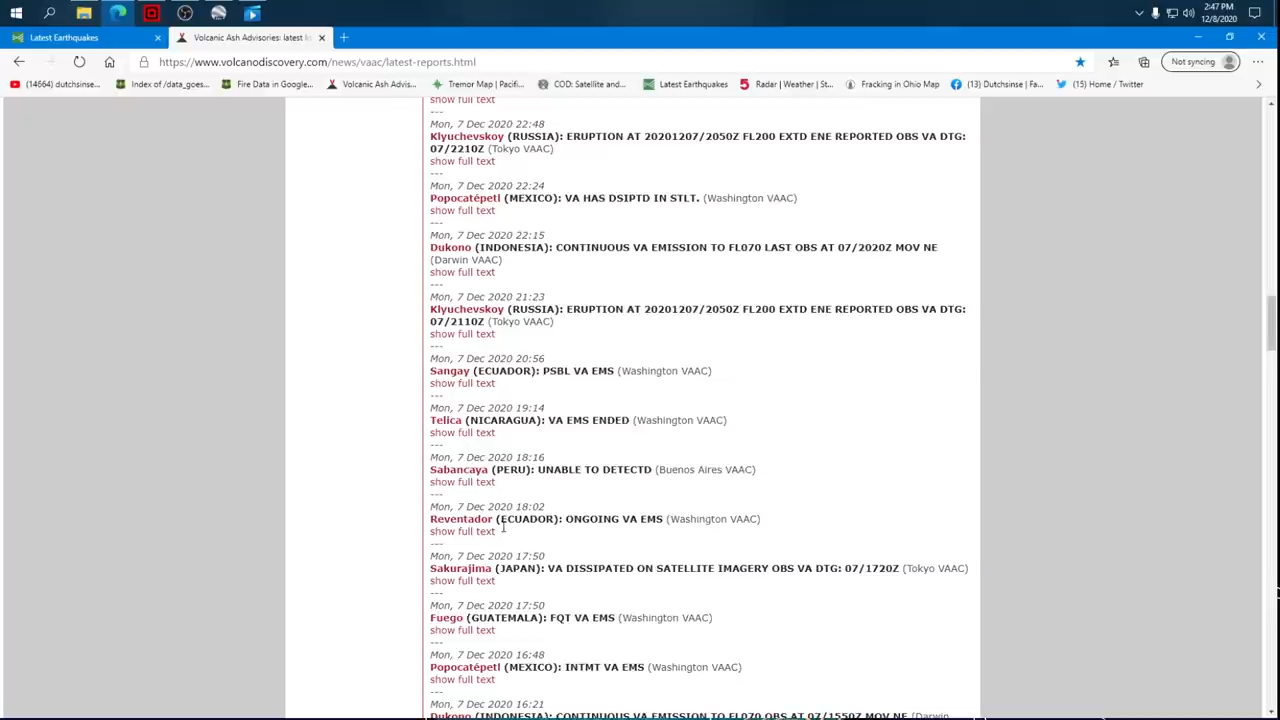 2:47 PM
12/8/2020
Latest Earthquakes
Volcanic Ash Advisories: latest
https://www.volcanodiscovery.com/news/vaac/latest-reports.html
Not syncing
(14664) dutchsinse...
Index of /data_goes...
Fire Data in Google...
Volcanic Ash Advis...
Tremor Map | Pacifi...
COD: Satellite and...
Latest Earthquakes
Radar | Weather | St...
Fracking in Ohio Map
(13) Dutchsinse | Fa...
(15) Home / Twitter
show full text
---
Mon, 7 Dec 2020 22:48
Klyuchevskoy (RUSSIA): ERUPTION AT 20201207/2050Z FL200 EXTD ENE REPORTED OBS VA DTG:
07/2210Z (Tokyo VAAC)
show full text
---
Mon, 7 Dec 2020 22:24
Popocatépetl (MEXICO): VA HAS DSIPTD IN STLT. (Washington VAAC)
show full text
---
Mon, 7 Dec 2020 22:15
Dukono (INDONESIA): CONTINUOUS VA EMISSION TO FL070 LAST OBS AT 07/2020Z MOV NE
(Darwin VAAC)
show full text
---
Mon, 7 Dec 2020 21:23
Klyuchevskoy (RUSSIA): ERUPTION AT 20201207/2050Z FL200 EXTD ENE REPORTED OBS VA DTG:
07/2110Z (Tokyo VAAC)
show full text
---
Mon, 7 Dec 2020 20:56
Sangay (ECUADOR): PSBL VA EMS (Washington VAAC)
show full text
---
Mon, 7 Dec 2020 19:14
Telica (NICARAGUA): VA EMS ENDED (Washington VAAC)
show full text
---
Mon, 7 Dec 2020 18:16
Sabancaya (PERU): UNABLE TO DETECTD (Buenos Aires VAAC)
show full text
---
Mon, 7 Dec 2020 18:02
Reventador (ECUADOR): ONGOING VA EMS (Washington VAAC)
show full text
---
Mon, 7 Dec 2020 17:50
Sakurajima (JAPAN): VA DISSIPATED ON SATELLITE IMAGERY OBS VA DTG: 07/1720Z (Tokyo VAAC)
show full text
---
Mon, 7 Dec 2020 17:50
Fuego (GUATEMALA): FQT VA EMS (Washington VAAC)
show full text
---
Mon, 7 Dec 2020 16:48
Popocatépetl (MEXICO): INTMT VA EMS (Washington VAAC)
show full text
---
Mon, 7 Dec 2020 16:21
Dukono (INDONESIA): CONTINUOUS VA EMISSION TO FL070 OBS AT 07/1550Z MOV NE (Darwin